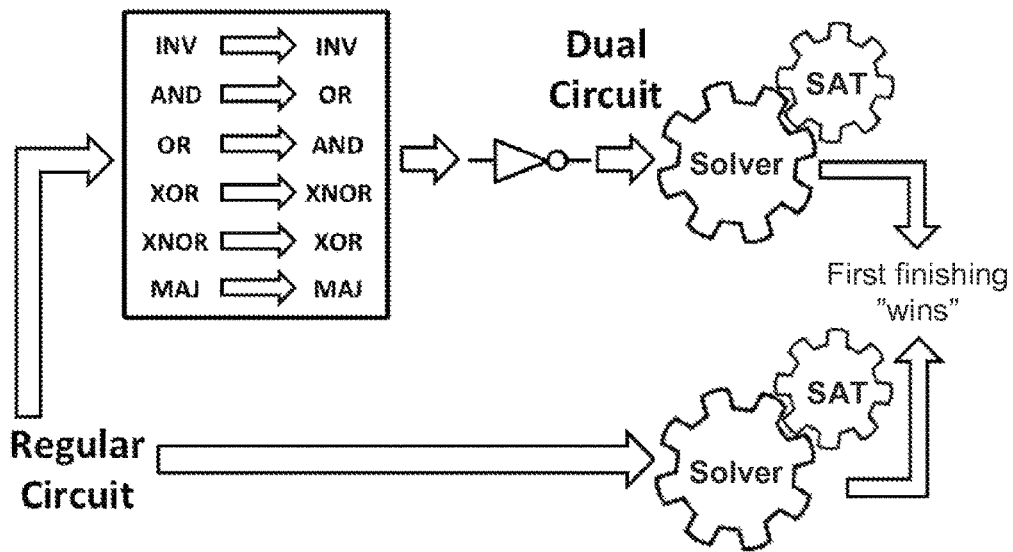 INV INV
AND OR
OR AND
XOR XNOR
XNOR XOR
MAJ MAJ
Dual
Circuit
SAT
Solver
First finishing
"wins"
Regular
Circuit
SAT
Solver